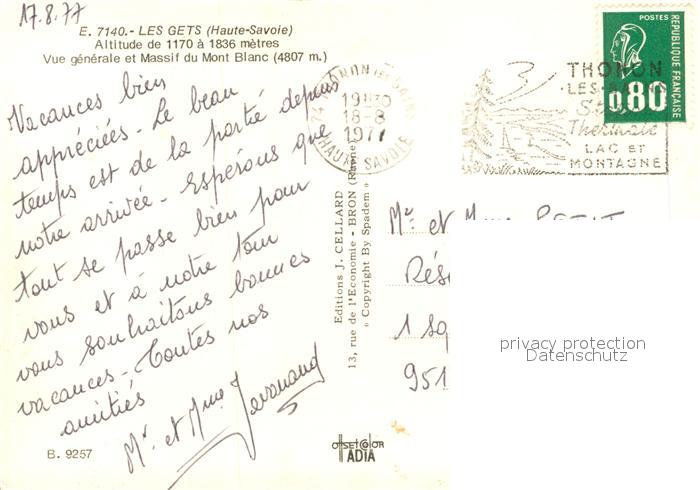 17.8.77
E. 7140.- LES GETS (Haute-Savoie)
Altitude de 1170 à 1836 mètres
Vue générale et Massif du Mont Blanc (4807 m.)
Vacances bien
appréciées. Le beau
temps est de la partie depuis
notre arrivée. Espérons que
tout se passe bien pour
vous et à notre tour
vous souhaitons bonnes
vacances. Toutes nos
amitiés
Mr et Mme
B. 9257
19H30
18-8
1977
HAUTE SAVOIE
THONON
LES
Thermale
LAC ET
MONTAGNE
POSTES
REPUBLIQUE FRANÇAISE
0,80
Editions J. CELLARD
13, rue de l'Economie - BRON (Rhône)
« Copyright By Spadem »
Mr et Mme PETIT
Rés
1 sq
951
privacy protection
Datenschutz
OFFSETCOLOR
ADIA